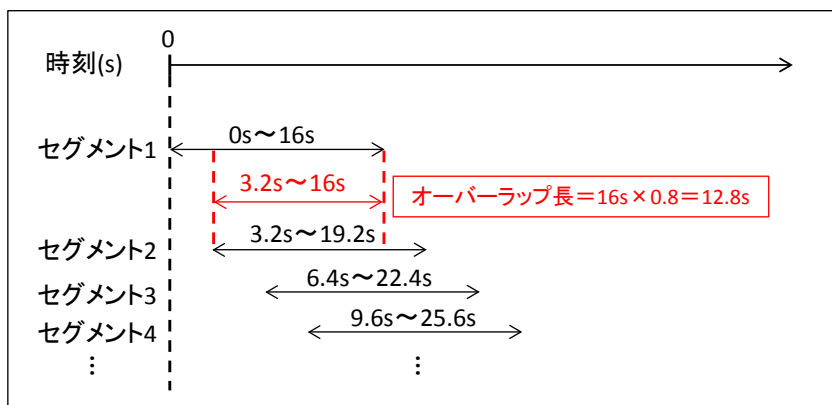 0
時刻(s)
セグメント1
0s～16s
3.2s～16s
オーバーラップ長＝16s×0.8＝12.8s
セグメント2
3.2s～19.2s
セグメント3
6.4s～22.4s
セグメント4
9.6s～25.6s
⋮ ⋮